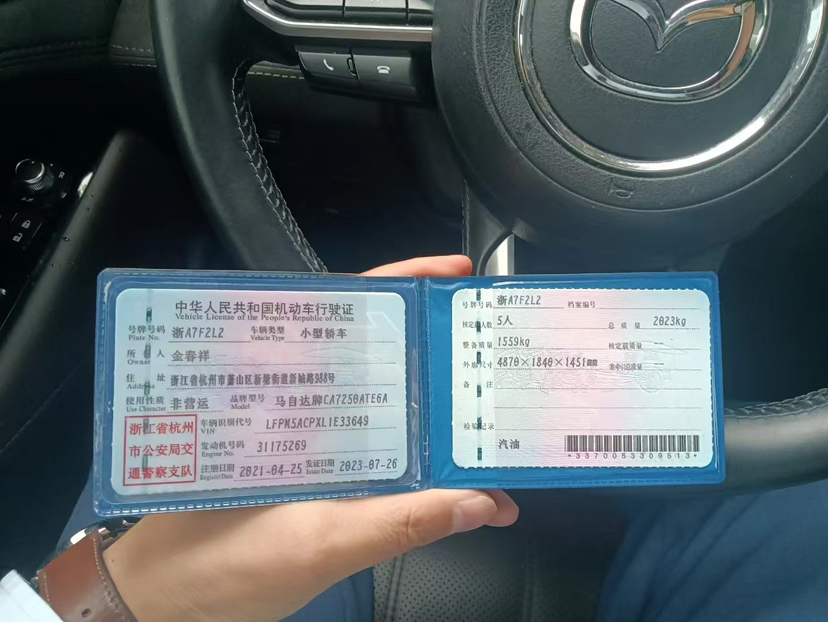 中华人民共和国机动车行驶证
Vehicle License of the People's Republic of China
号牌号码 浙A7F2L2 车辆类型 小型轿车
Plate No. Vehicle Type
所有人 金春祥
Owner
住址 浙江省杭州市萧山区新塘街道新轴路988号
Address
使用性质 非营运 品牌型号 马自达牌CA7250ATE6A
Use Character Model
浙江省杭州
市公安局交
通警察支队
车辆识别代号 LFPM5ACPXL1E33649
VIN
发动机号码 31175269
Engine No.
注册日期 2021-04-25 发证日期 2023-07-26
Register Date Issue Date
号牌号码 浙A7F2L2 档案编号
核定载人数 5人 总质量 2023kg
整备质量 1559kg 核定载质量
外廓尺寸 4870×1840×1451mm 准牵引总质量
备注
检验记录
汽油
*3370053309513*